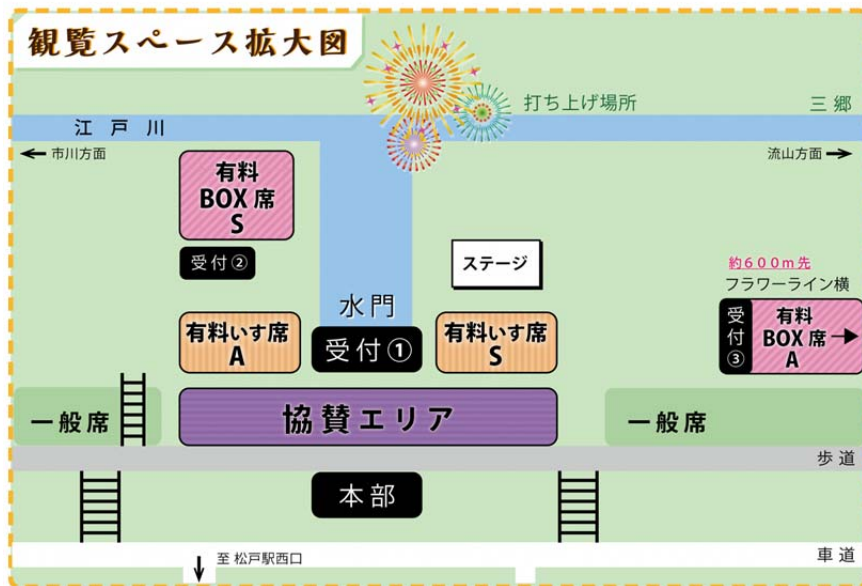 観覧スペース拡大図
打ち上げ場所
三郷
江戸川
← 市川方面
流山方面 →
有料
BOX席
S
受付②
ステージ
約600m先
フラワーライン横
水門
有料いす席
A
受付①
有料いす席
S
受付③
有料
BOX席→
A
一般席
協賛エリア
一般席
歩道
本部
↓ 至 松戸駅西口
車道